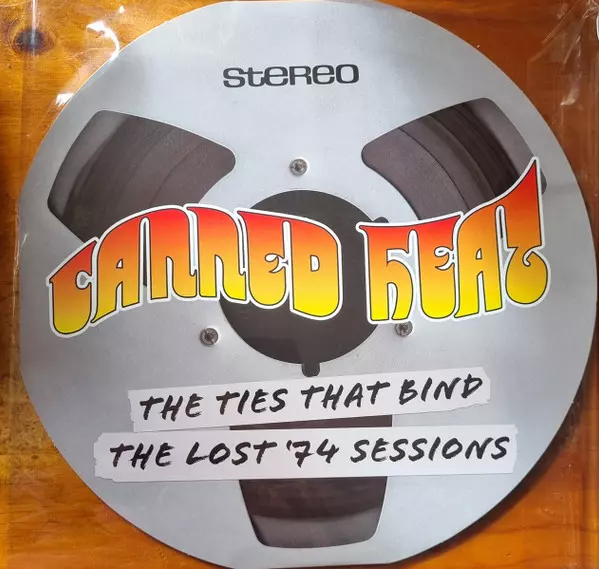 STEREO
CANNED HEAT
THE TIES THAT BIND
THE LOST '74 SESSIONS